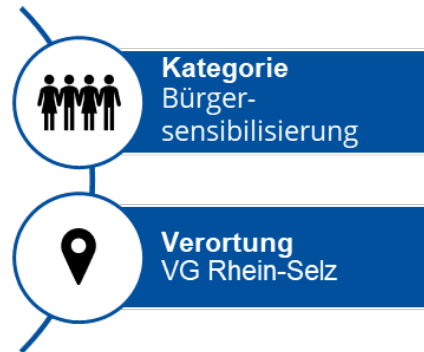 Kategorie
Bürger-
sensibilisierung
Verortung
VG Rhein-Selz